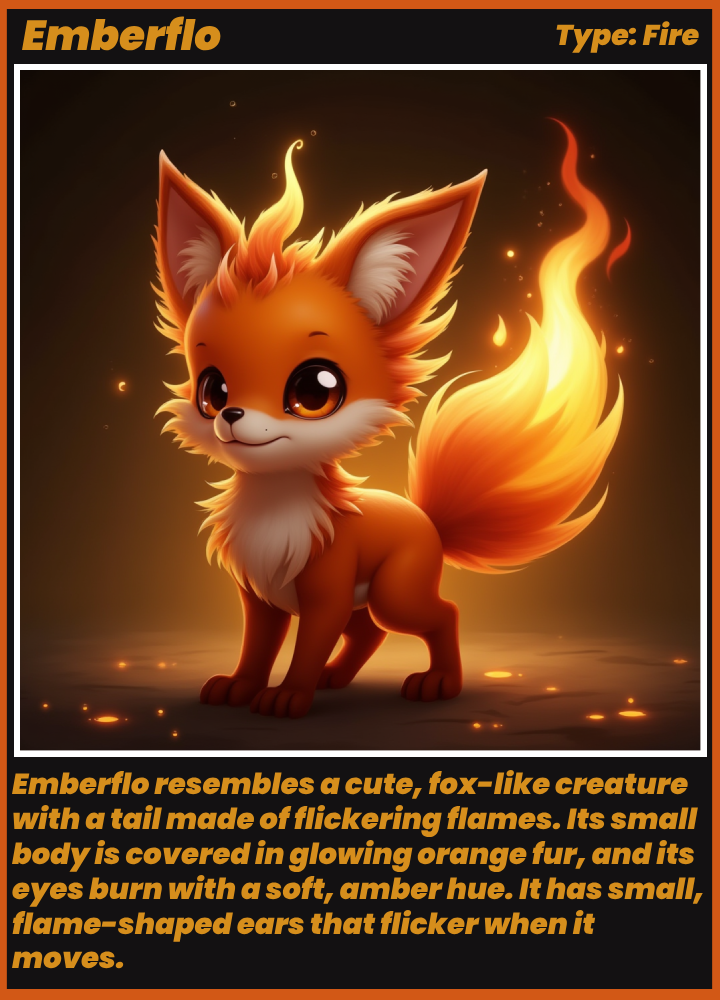 Emberflo
Type: Fire
Emberflo resembles a cute, fox-like creature
with a tail made of flickering flames. Its small
body is covered in glowing orange fur, and its
eyes burn with a soft, amber hue. It has small,
flame-shaped ears that flicker when it
moves.